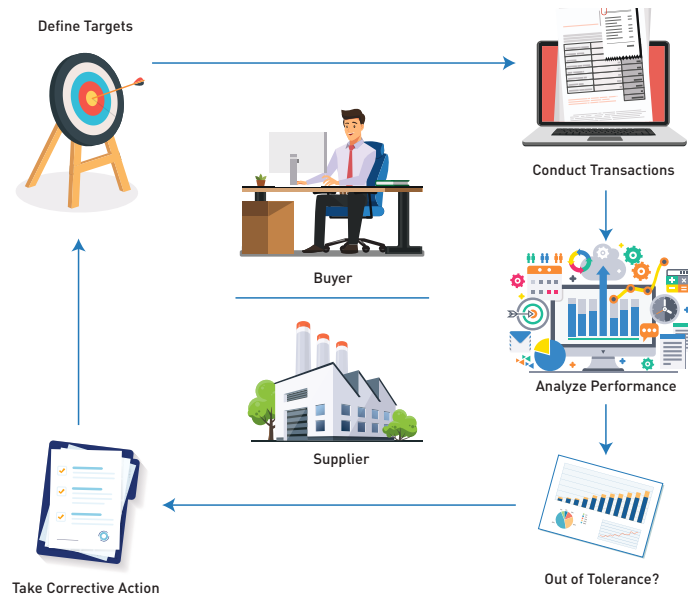 Define Targets
Conduct Transactions
Buyer
Analyze Performance
Supplier
Out of Tolerance?
Take Corrective Action